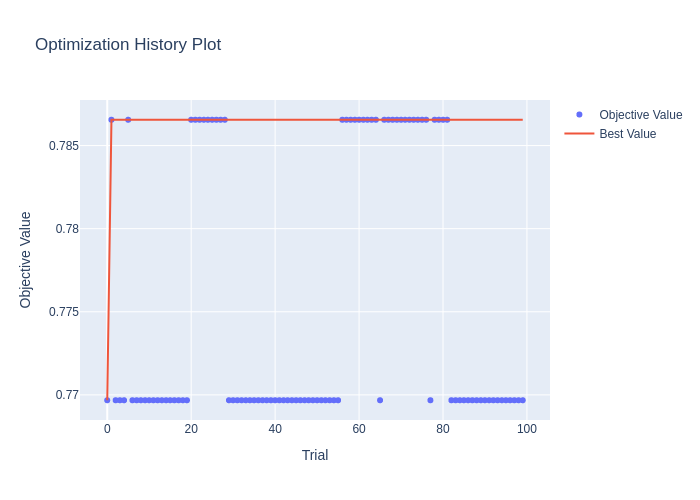 Optimization History Plot
Objective Value
Best Value
0.785
0.78
0.775
0.77
Objective Value
0
20
40
60
80
100
Trial